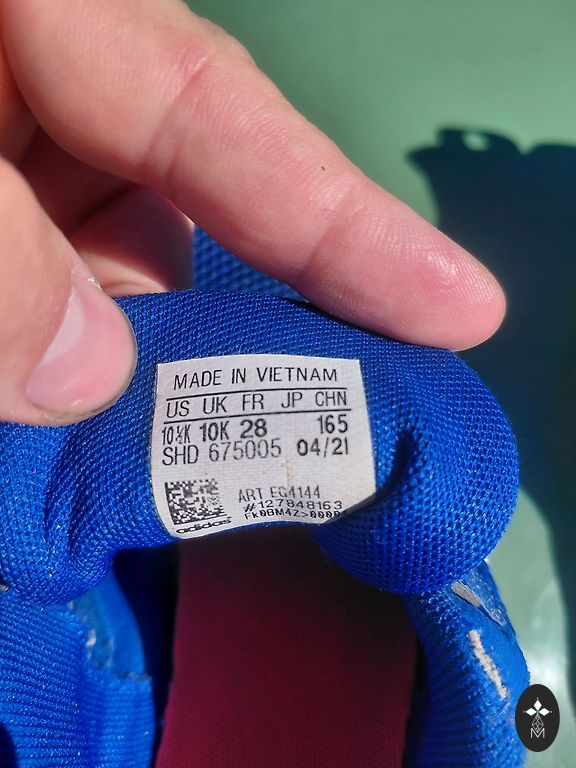 MADE IN VIETNAM
US UK FR JP CHN
10½K 10K 28 165
SHD 675005 04/21
ART EG4144
#127848163
adidas
M